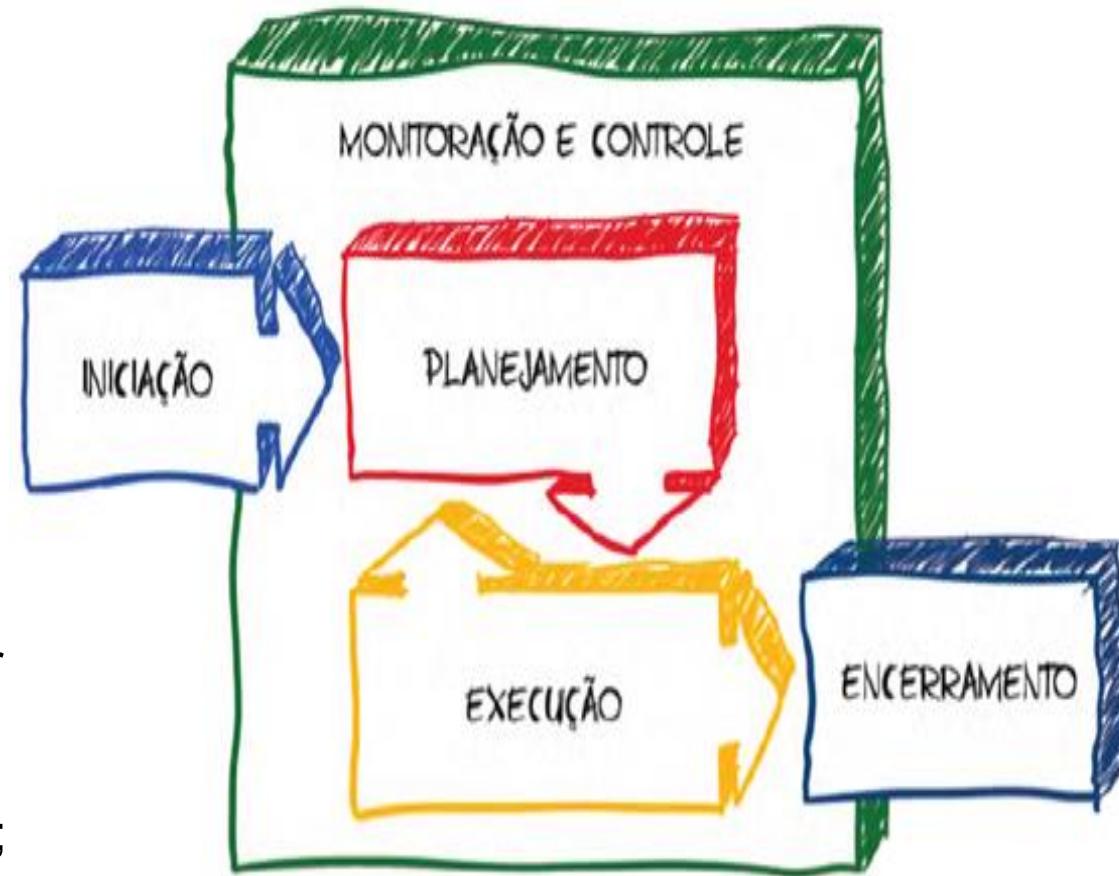 MONITORAÇÃO E CONTROLE
INICIAÇÃO
PLANEJAMENTO
EXECUÇÃO
ENCERRAMENTO
;